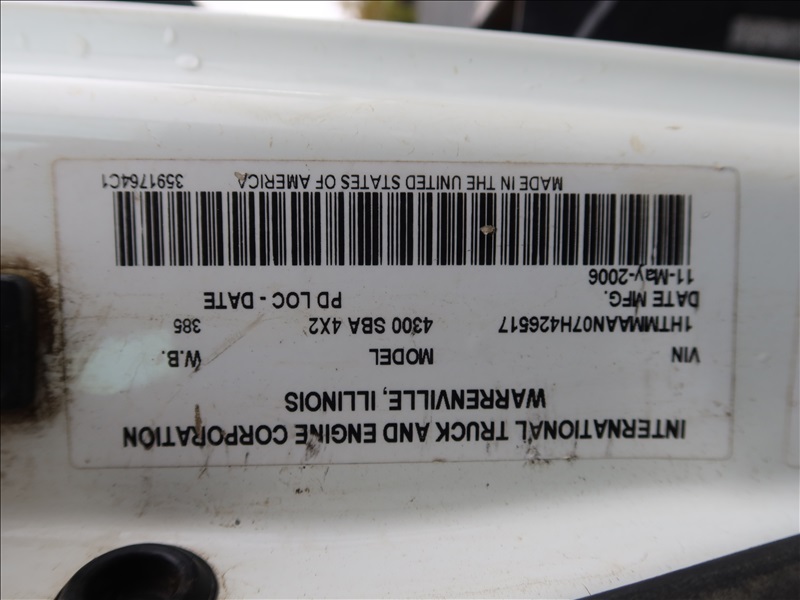 INTERNATIONAL TRUCK AND ENGINE CORPORATION
WARRENVILLE, ILLINOIS
VIN MODEL W.B.
1HTMMAAN07H426517 4300 SBA 4X2 385
DATE MFG. PD LOC - DATE
11-May-2006
MADE IN THE UNITED STATES OF AMERICA 3591764C1